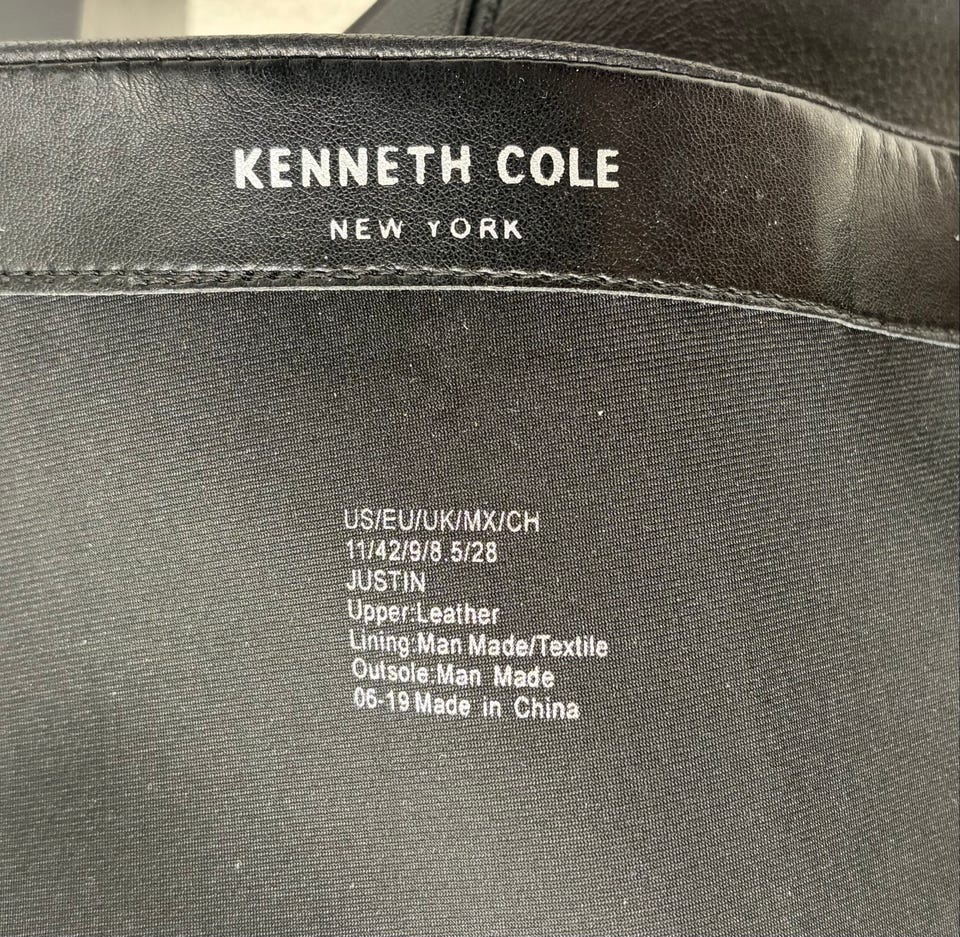 KENNETH COLE
NEW YORK
US/EU/UK/MX/CH
11/42/9/8.5/28
JUSTIN
Upper:Leather
Lining:Man Made/Textile
Outsole:Man Made
06-19 Made in China